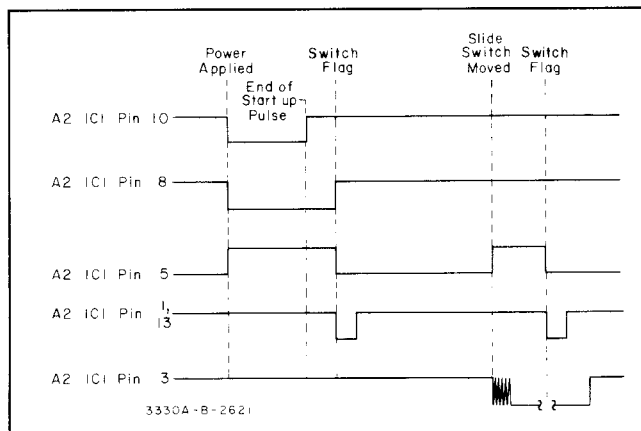 Power Applied
Switch Flag
Slide Switch Moved
Switch Flag
End of Start up Pulse
A2 IC1 Pin 10
A2 IC1 Pin 8
A2 IC1 Pin 5
A2 IC1 Pin 1, 13
A2 IC1 Pin 3
3330A-B-2621